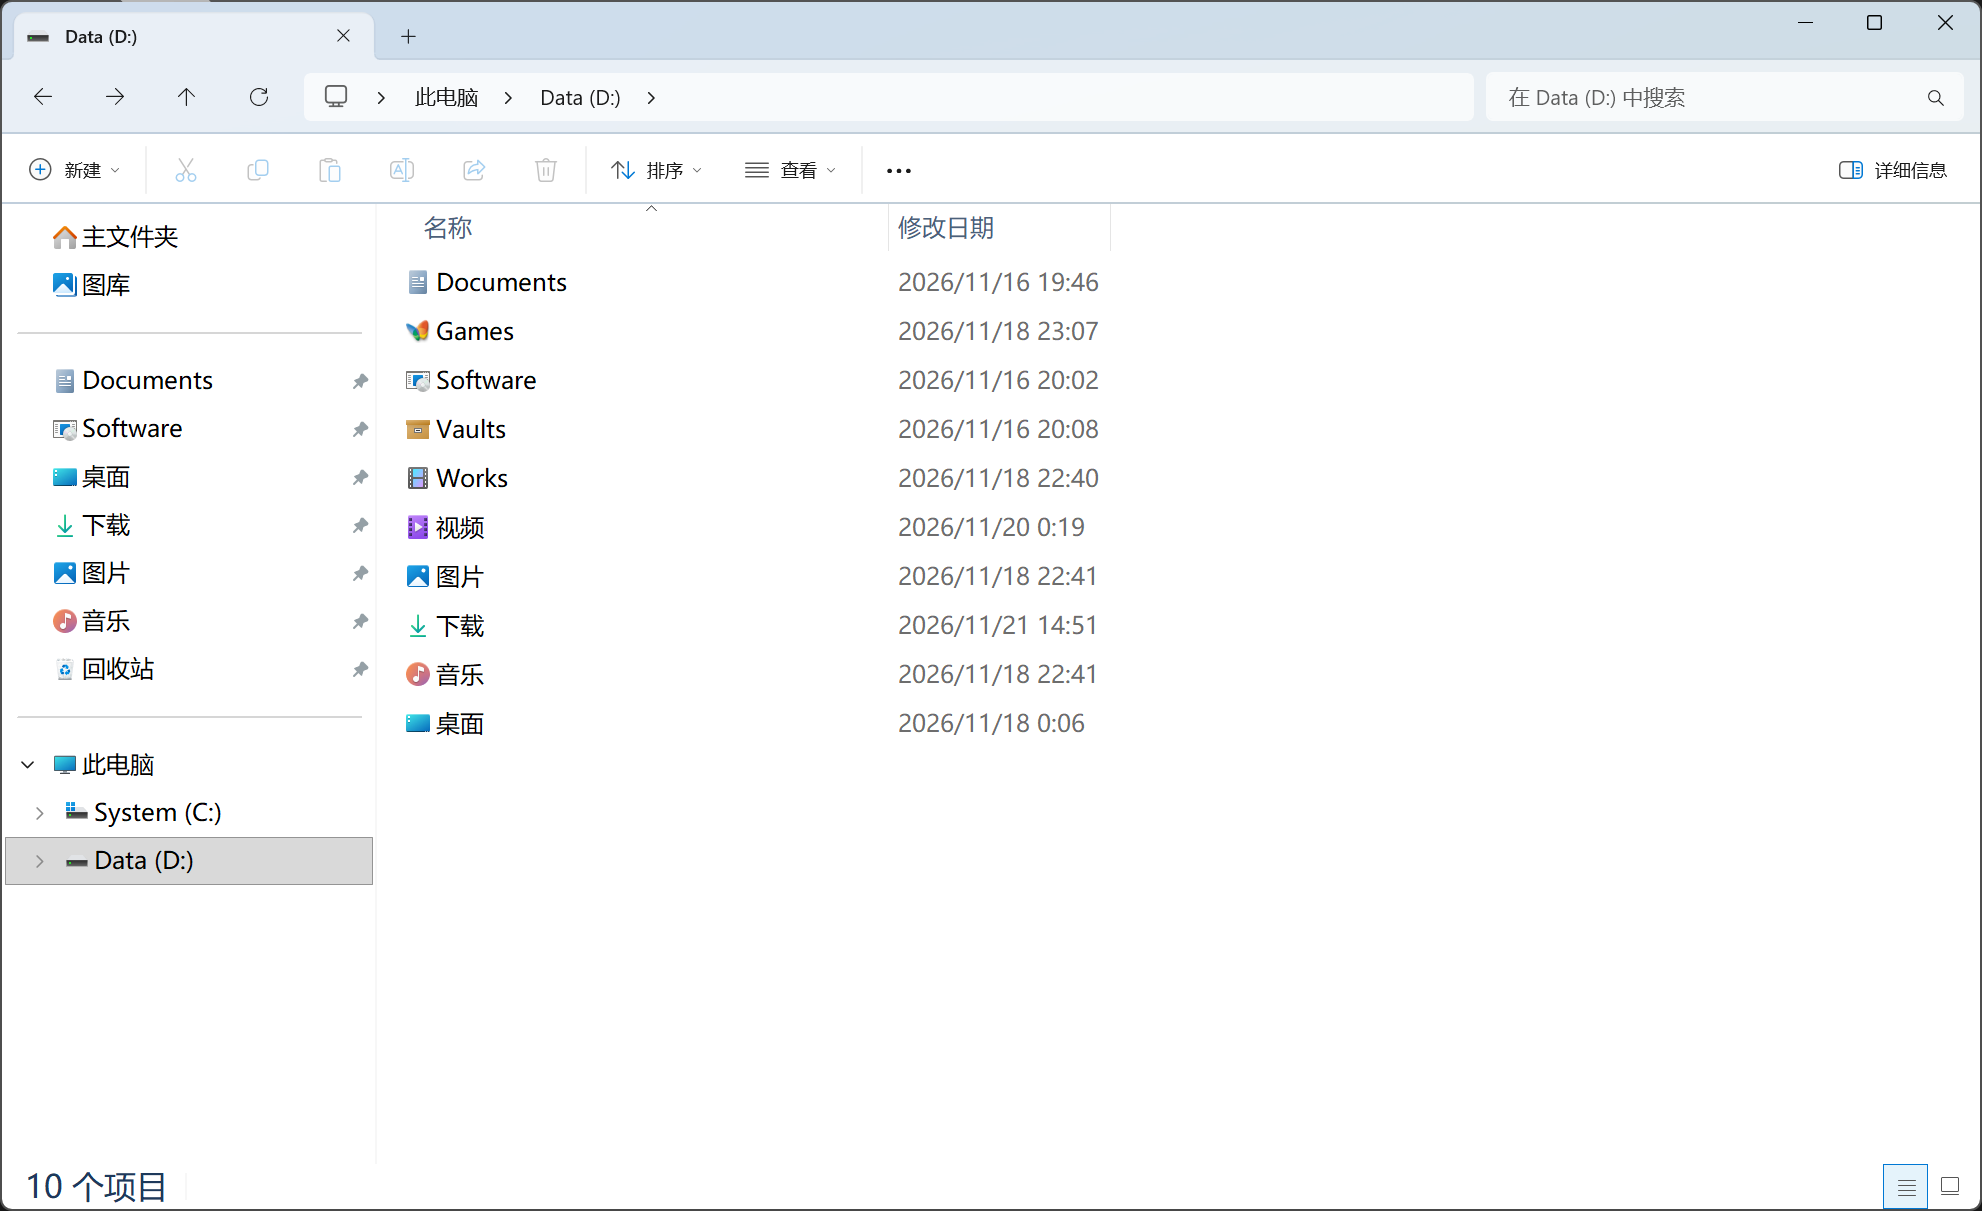 Data (D:)
此电脑 Data (D:) 在 Data (D:) 中搜索
新建 排序 查看 详细信息
主文件夹
图库
Documents
Software
桌面
下载
图片
音乐
回收站
此电脑
System (C:)
Data (D:)
名称 修改日期
Documents 2026/11/16 19:46
Games 2026/11/18 23:07
Software 2026/11/16 20:02
Vaults 2026/11/16 20:08
Works 2026/11/18 22:40
视频 2026/11/20 0:19
图片 2026/11/18 22:41
下载 2026/11/21 14:51
音乐 2026/11/18 22:41
桌面 2026/11/18 0:06
10 个项目